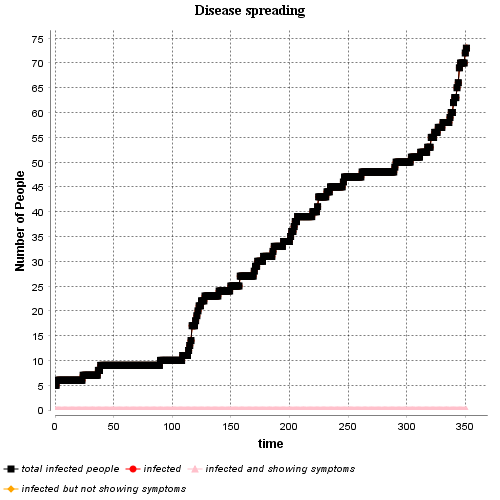 Disease spreading
75
70
65
60
55
50
45
40
35
30
25
20
15
10
5
0
Number of People
0 50 100 150 200 250 300 350
time
total infected people infected infected and showing symptoms
infected but not showing symptoms